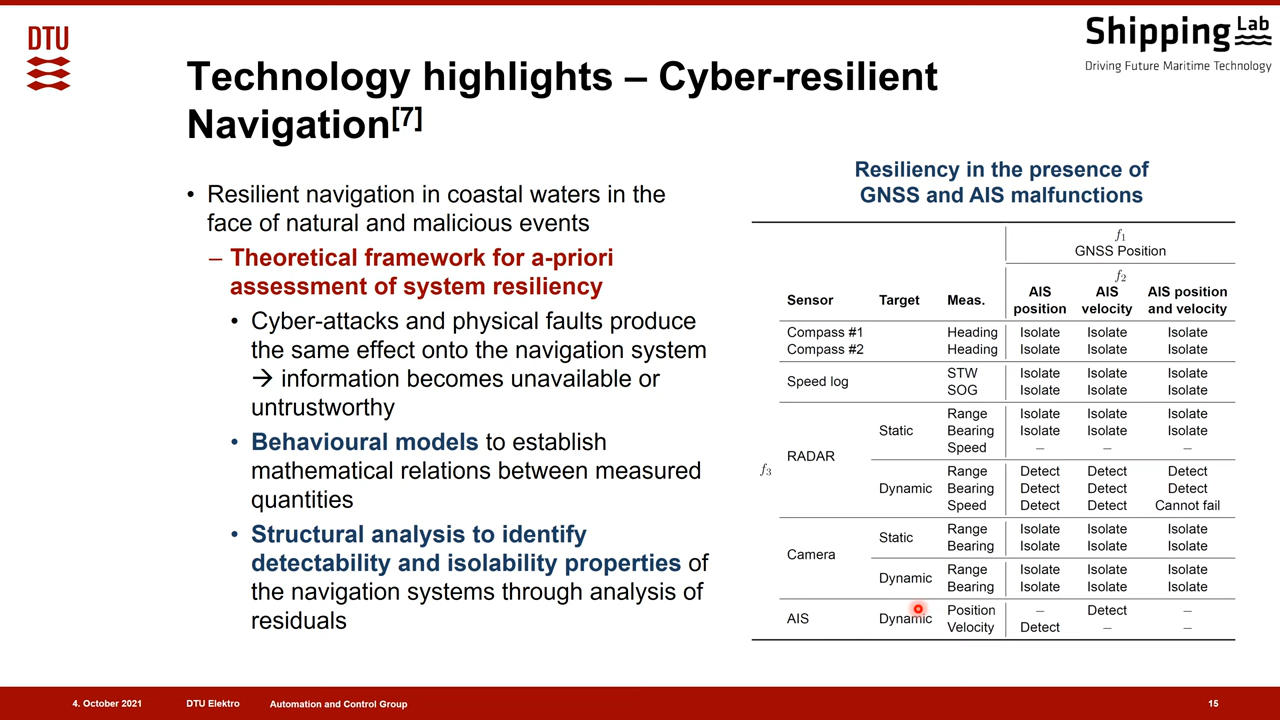 DTU
Shipping Lab
Driving Future Maritime Technology
Technology highlights – Cyber-resilient
Navigation[7]
• Resilient navigation in coastal waters in the
face of natural and malicious events
– Theoretical framework for a-priori
assessment of system resiliency
• Cyber-attacks and physical faults produce
the same effect onto the navigation system
→ information becomes unavailable or
untrustworthy
• Behavioural models to establish
mathematical relations between measured
quantities
• Structural analysis to identify
detectability and isolability properties of
the navigation systems through analysis of
residuals
Resiliency in the presence of
GNSS and AIS malfunctions
f1
GNSS Position
f2
Sensor Target Meas. AIS position AIS velocity AIS position and velocity
Compass #1 Heading Isolate Isolate Isolate
Compass #2 Heading Isolate Isolate Isolate
Speed log STW Isolate Isolate Isolate
SOG Isolate Isolate Isolate
f3
RADAR Static Range Isolate Isolate Isolate
Bearing Isolate Isolate Isolate
Speed – – –
Dynamic Range Detect Detect Detect
Bearing Detect Detect Detect
Speed Detect Detect Cannot fail
Camera Static Range Isolate Isolate Isolate
Bearing Isolate Isolate Isolate
Dynamic Range Isolate Isolate Isolate
Bearing Isolate Isolate Isolate
AIS Dynamic Position – Detect –
Velocity Detect – –
4. October 2021 DTU Elektro Automation and Control Group 15